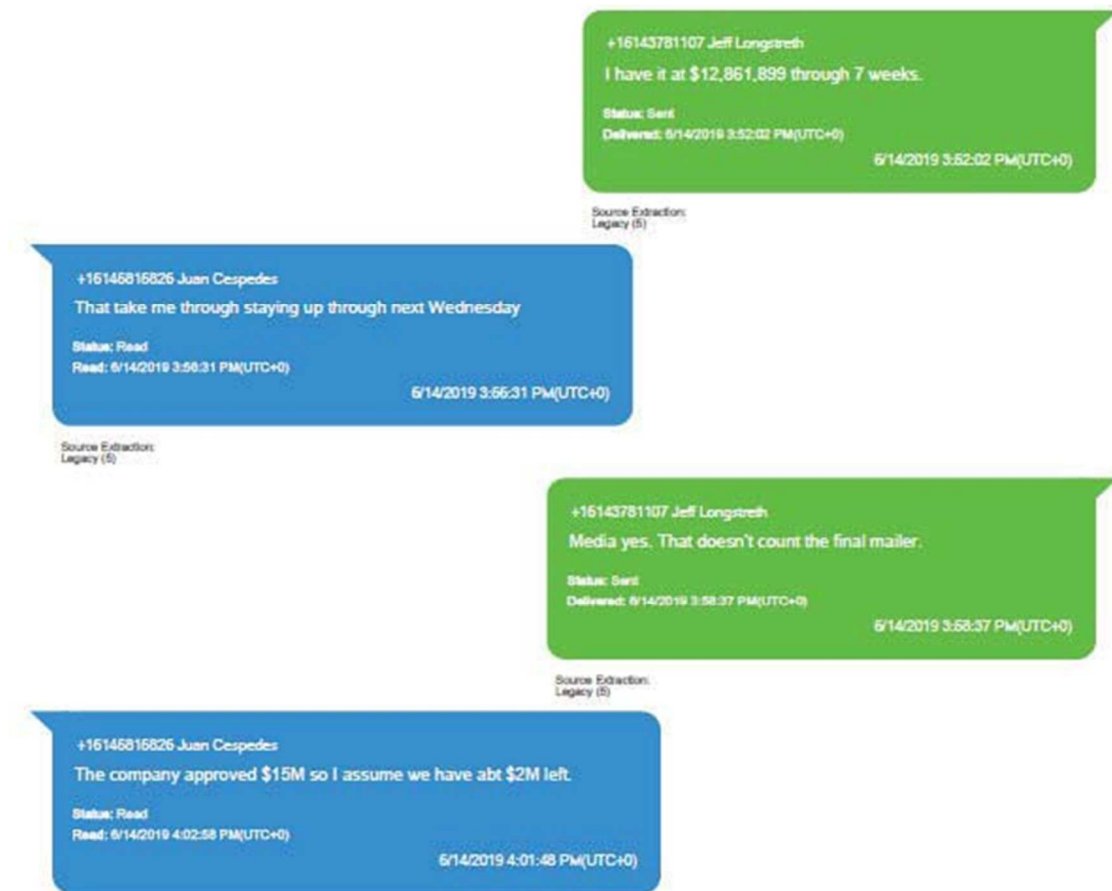 +16143781107 Jeff Longstreth
I have it at $12,861,899 through 7 weeks.
Status: Sent
Delivered: 6/14/2019 3:52:02 PM(UTC+0)
6/14/2019 3:52:02 PM(UTC+0)
Source Extraction:
Legacy (5)
Juan Cespedes
That take me through staying up through next Wednesday
Status: Read
Read: 6/14/2019 3:56:31 PM(UTC+0)
6/14/2019 3:56:31 PM(UTC+0)
Source Extraction:
Legacy (5)
+16143781107 Jeff Longstreth
Media yes. That doesn't count the final mailer.
Status: Sent
Delivered: 6/14/2019 3:58:37 PM(UTC+0)
6/14/2019 3:58:37 PM(UTC+0)
Source Extraction:
Legacy (5)
Juan Cespedes
The company approved $15M so I assume we have abt $2M left.
Status: Read
Read: 6/14/2019 4:02:58 PM(UTC+0)
6/14/2019 4:01:48 PM(UTC+0)